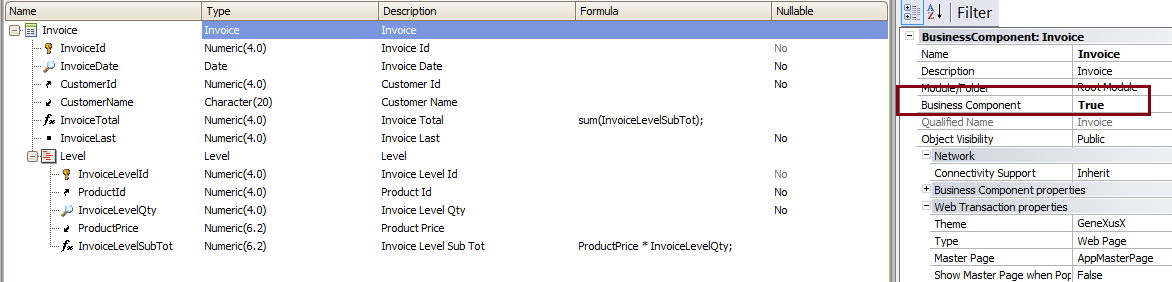 Name Type Description Formula Nullable
Invoice Invoice Invoice
InvoiceId Numeric(4.0) Invoice Id No
InvoiceDate Date Invoice Date No
CustomerId Numeric(4.0) Customer Id No
CustomerName Character(20) Customer Name
InvoiceTotal Numeric(4.0) Invoice Total sum(InvoiceLevelSubTot);
InvoiceLast Numeric(4.0) Invoice Last No
Level Level Level
InvoiceLevelId Numeric(4.0) Invoice Level Id No
ProductId Numeric(4.0) Product Id No
InvoiceLevelQty Numeric(4.0) Invoice Level Qty No
ProductPrice Numeric(6.2) Product Price
InvoiceLevelSubTot Numeric(6.2) Invoice Level Sub Tot ProductPrice * InvoiceLevelQty;
Filter
BusinessComponent: Invoice
Name Invoice
Description Invoice
Module/Folder Root Module
Business Component True
Qualified Name Invoice
Object Visibility Public
Network
Connectivity Support Inherit
Business Component properties
Web Transaction properties
Theme GeneXusX
Type Web Page
Master Page AppMasterPage
Show Master Page when Pop False